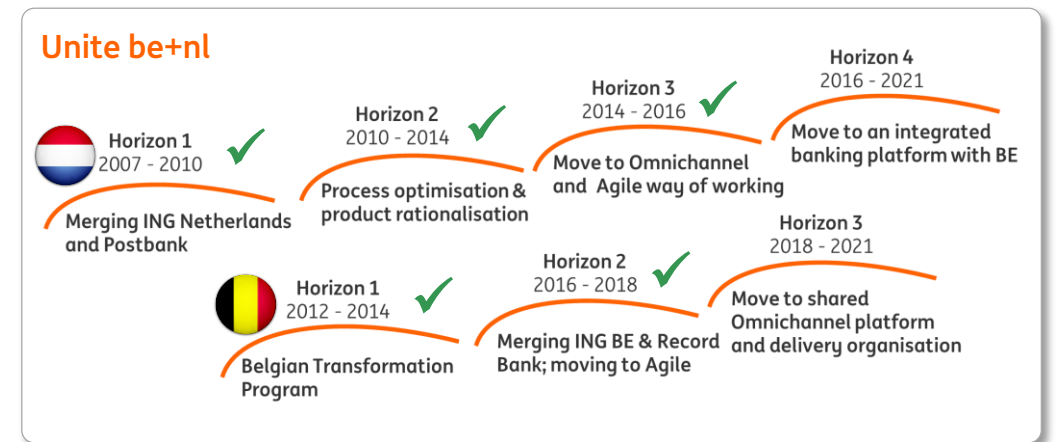 Unite be+nl
Horizon 1
2007 - 2010
Merging ING Netherlands
and Postbank
Horizon 2
2010 - 2014
Process optimisation &
product rationalisation
Horizon 3
2014 - 2016
Move to Omnichannel
and Agile way of working
Horizon 4
2016 - 2021
Move to an integrated
banking platform with BE
Horizon 1
2012 - 2014
Belgian Transformation
Program
Horizon 2
2016 - 2018
Merging ING BE & Record
Bank; moving to Agile
Horizon 3
2018 - 2021
Move to shared
Omnichannel platform
and delivery organisation